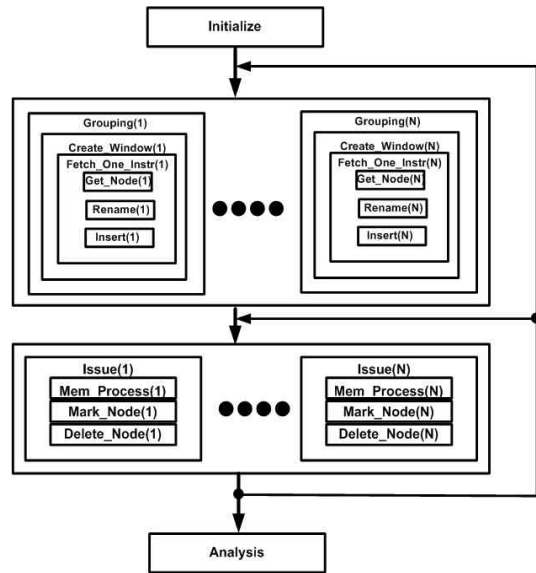 Initialize
Grouping(1)
Create_Window(1)
Fetch_One_Instr(1)
Get_Node(1)
Rename(1)
Insert(1)
Grouping(N)
Create_Window(N)
Fetch_One_Instr(N)
Get_Node(N)
Rename(N)
Insert(N)
Issue(1)
Mem_Process(1)
Mark_Node(1)
Delete_Node(1)
Issue(N)
Mem_Process(N)
Mark_Node(N)
Delete_Node(N)
Analysis